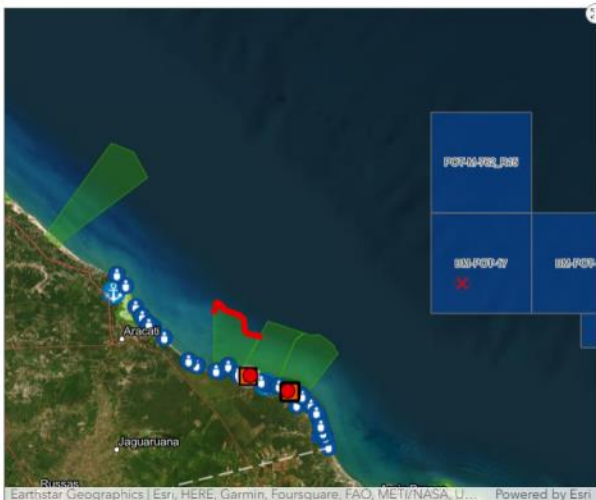 POT-M-762_R15
BM-POT-17
BM-POT-
Aracati
Jaguaruana
Russas
Earthstar Geographics | Esri, HERE, Garmin, Foursquare, FAO, METI/NASA, U... Powered by Esri